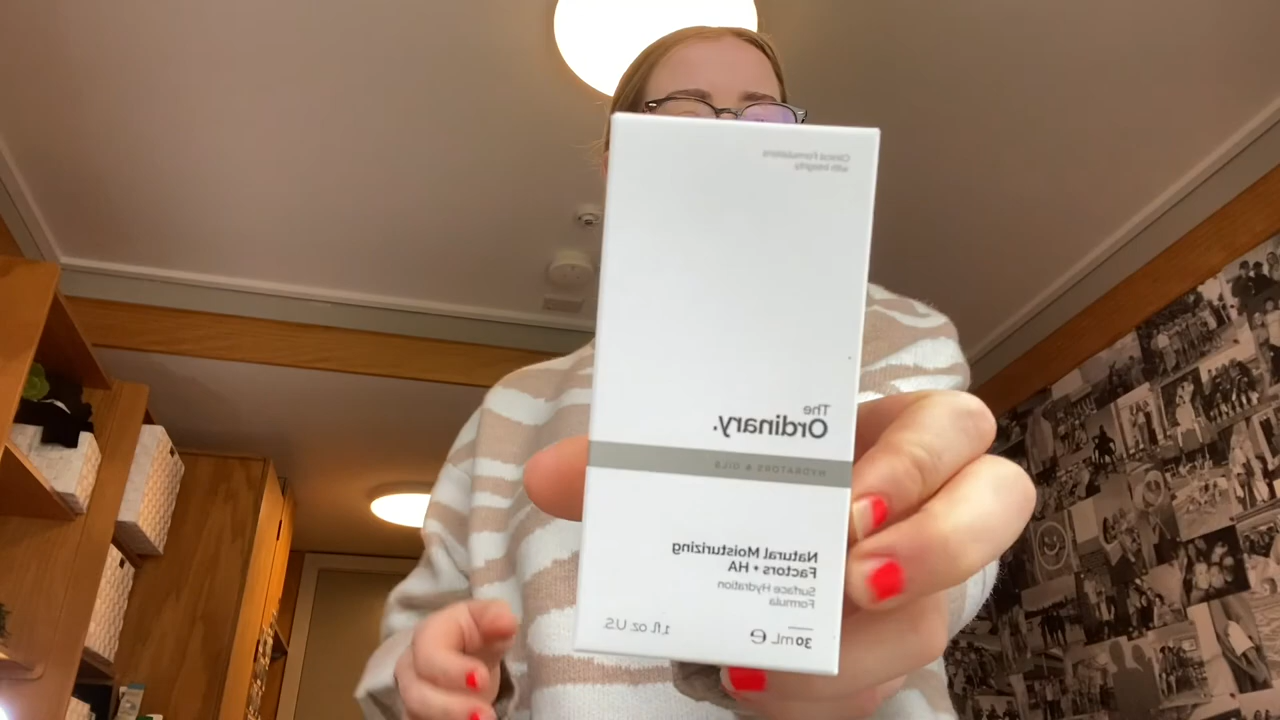 Clinical Formulations
with Integrity.
The
Ordinary.
HYDRATORS & OILS
Natural Moisturizing
Factors + HA
Surface Hydration
Formula
30 mL e 1 fl. oz. U.S.